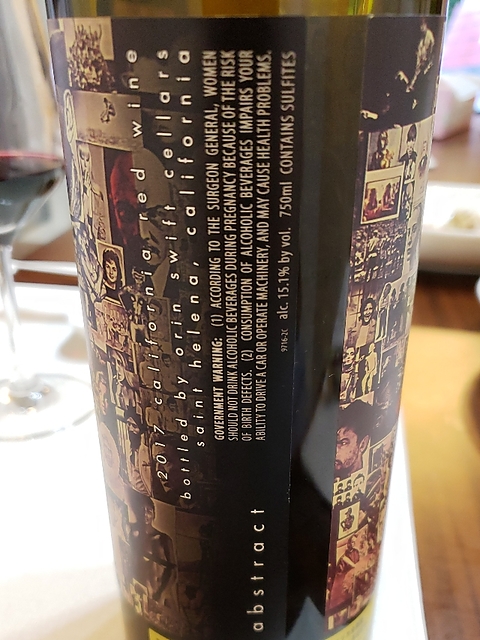 2017 california red wine
bottled by orin swift cellars
saint helena, california
GOVERNMENT WARNING: (1) ACCORDING TO THE SURGEON GENERAL, WOMEN
SHOULD NOT DRINK ALCOHOLIC BEVERAGES DURING PREGNANCY BECAUSE OF THE RISK
OF BIRTH DEFECTS. (2) CONSUMPTION OF ALCOHOLIC BEVERAGES IMPAIRS YOUR
ABILITY TO DRIVE A CAR OR OPERATE MACHINERY, AND MAY CAUSE HEALTH PROBLEMS.
abstract
9716-2C alc. 15.1% by vol. 750ml CONTAINS SULFITES